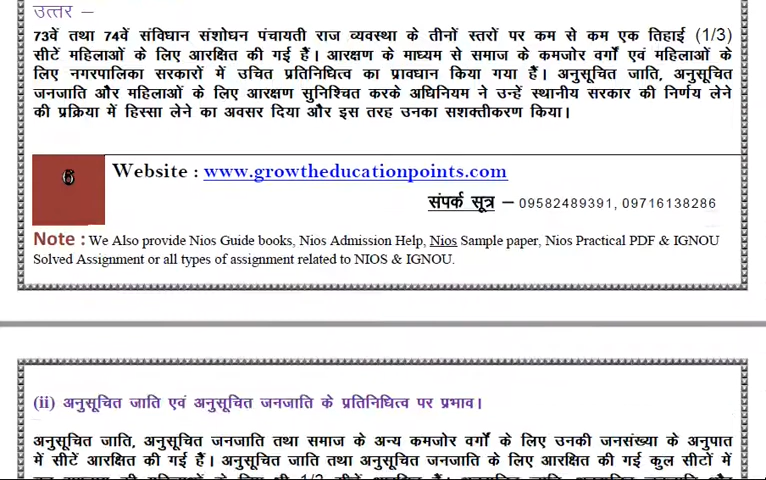 उत्तर –
73वें तथा 74वें संविधान संशोधन पंचायती राज व्यवस्था के तीनों स्तरों पर कम से कम एक तिहाई (1/3)
सीटें महिलाओं के लिए आरक्षित की गई हैं। आरक्षण के माध्यम से समाज के कमजोर वर्गों एवं महिलाओं के
लिए नगरपालिका सरकारों में उचित प्रतिनिधित्व का प्रावधान किया गया है। अनुसूचित जाति, अनुसूचित
जनजाति और महिलाओं के लिए आरक्षण सुनिश्चित करके अधिनियम ने उन्हें स्थानीय सरकार की निर्णय लेने
की प्रक्रिया में हिस्सा लेने का अवसर दिया और इस तरह उनका सशक्तीकरण किया।
6 Website : www.growtheducationpoints.com
संपर्क सूत्र – 09582489391, 09716138286
Note : We Also provide Nios Guide books, Nios Admission Help, Nios Sample paper, Nios Practical PDF & IGNOU
Solved Assignment or all types of assignment related to NIOS & IGNOU.
(ii) अनुसूचित जाति एवं अनुसूचित जनजाति के प्रतिनिधित्व पर प्रभाव।
अनुसूचित जाति, अनुसूचित जनजाति तथा समाज के अन्य कमजोर वर्गों के लिए उनकी जनसंख्या के अनुपात
में सीटें आरक्षित की गई हैं। अनुसूचित जाति तथा अनुसूचित जनजाति के लिए आरक्षित की गई कुल सीटों में